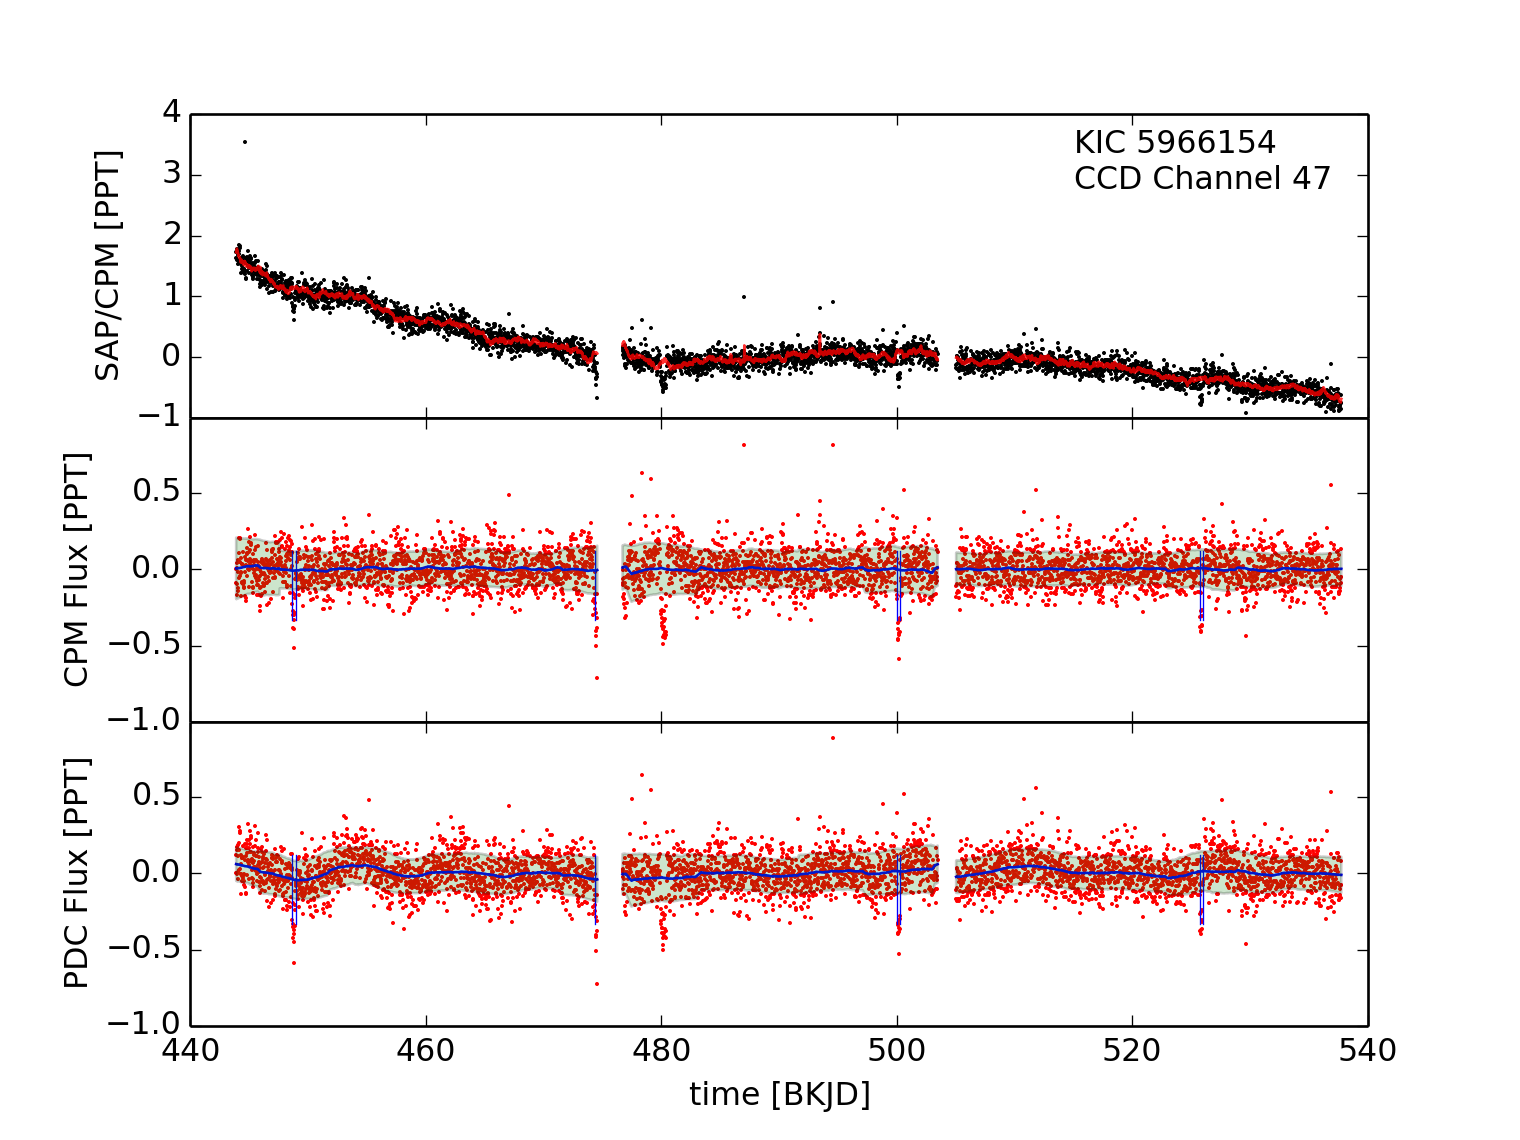 KIC 5966154
CCD Channel 47
SAP/CPM [PPT]
4
3
2
1
0
−1
CPM Flux [PPT]
0.5
0.0
−0.5
−1.0
PDC Flux [PPT]
0.5
0.0
−0.5
−1.0
440 460 480 500 520 540
time [BKJD]